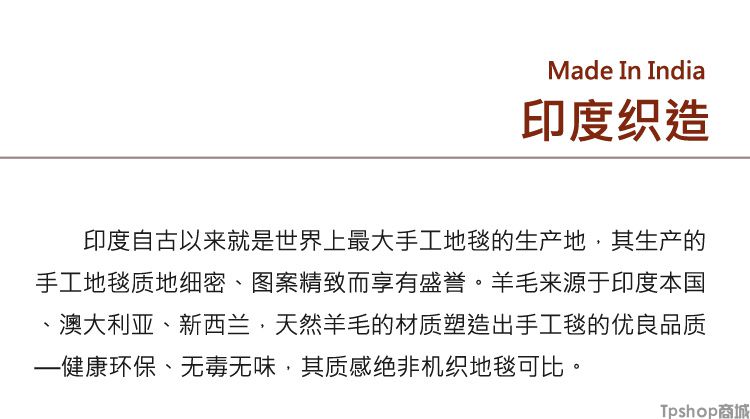 Made In India
印度织造
印度自古以来就是世界上最大手工地毯的生产地，其生产的
手工地毯质地细密、图案精致而享有盛誉。羊毛来源于印度本国
、澳大利亚、新西兰，天然羊毛的材质塑造出手工毯的优良品质
—健康环保、无毒无味，其质感绝非机织地毯可比。
Tpshop商城